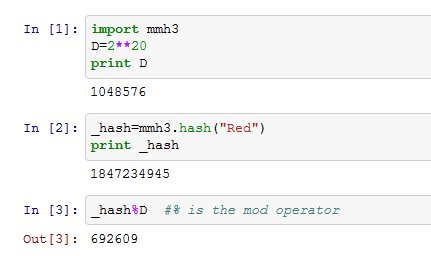 In [1]: import mmh3
D=2**20
print D
1048576
In [2]: _hash=mmh3.hash("Red")
print _hash
1847234945
In [3]: _hash%D  ## is the mod operator
Out[3]: 692609